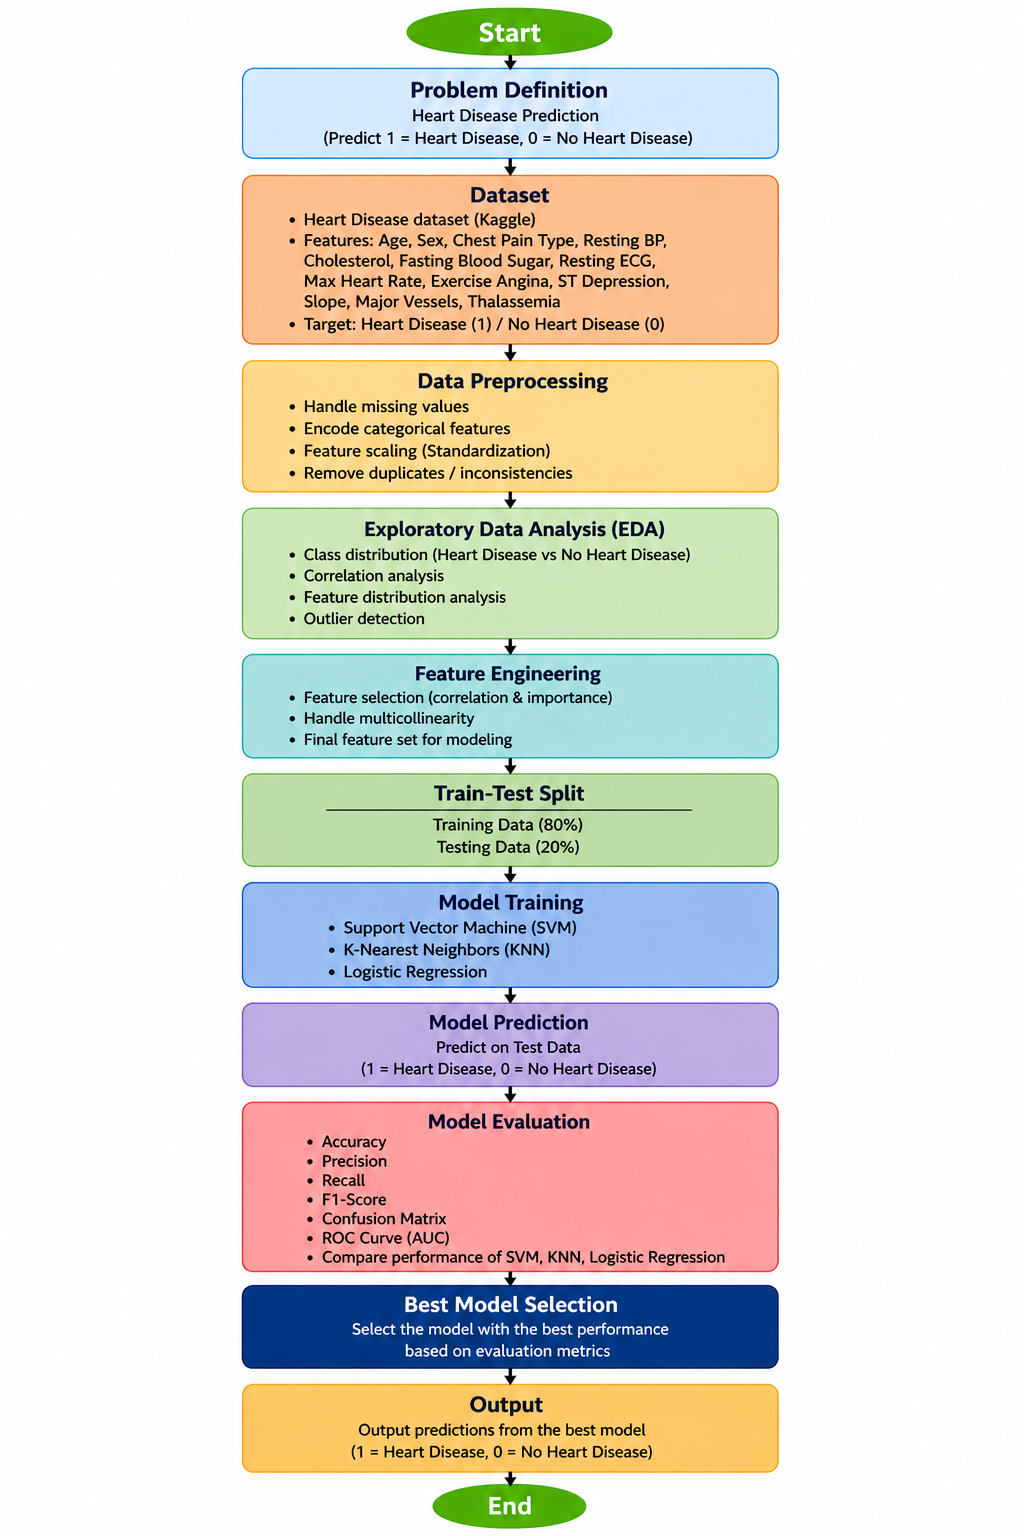 Start
Problem Definition
Heart Disease Prediction
(Predict 1 = Heart Disease, 0 = No Heart Disease)
Dataset
• Heart Disease dataset (Kaggle)
• Features: Age, Sex, Chest Pain Type, Resting BP,
Cholesterol, Fasting Blood Sugar, Resting ECG,
Max Heart Rate, Exercise Angina, ST Depression,
Slope, Major Vessels, Thalassemia
• Target: Heart Disease (1) / No Heart Disease (0)
Data Preprocessing
• Handle missing values
• Encode categorical features
• Feature scaling (Standardization)
• Remove duplicates / inconsistencies
Exploratory Data Analysis (EDA)
• Class distribution (Heart Disease vs No Heart Disease)
• Correlation analysis
• Feature distribution analysis
• Outlier detection
Feature Engineering
• Feature selection (correlation & importance)
• Handle multicollinearity
• Final feature set for modeling
Train-Test Split
Training Data (80%)
Testing Data (20%)
Model Training
• Support Vector Machine (SVM)
• K-Nearest Neighbors (KNN)
• Logistic Regression
Model Prediction
Predict on Test Data
(1 = Heart Disease, 0 = No Heart Disease)
Model Evaluation
• Accuracy
• Precision
• Recall
• F1-Score
• Confusion Matrix
• ROC Curve (AUC)
• Compare performance of SVM, KNN, Logistic Regression
Best Model Selection
Select the model with the best performance
based on evaluation metrics
Output
Output predictions from the best model
(1 = Heart Disease, 0 = No Heart Disease)
End